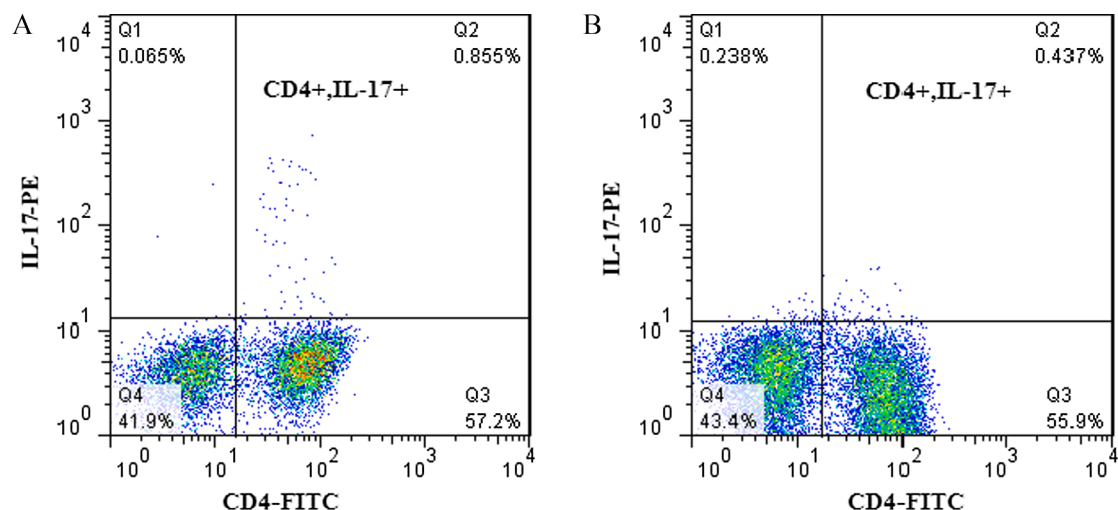 A
Q1
0.065%
Q2
0.855%
CD4+,IL-17+
10^4
10^3
10^2
10^1
10^0
IL-17-PE
Q4
41.9%
Q3
57.2%
10^0 10^1 10^2 10^3 10^4
CD4-FITC
B
Q1
0.238%
Q2
0.437%
CD4+,IL-17+
10^4
10^3
10^2
10^1
10^0
IL-17-PE
Q4
43.4%
Q3
55.9%
10^0 10^1 10^2 10^3 10^4
CD4-FITC